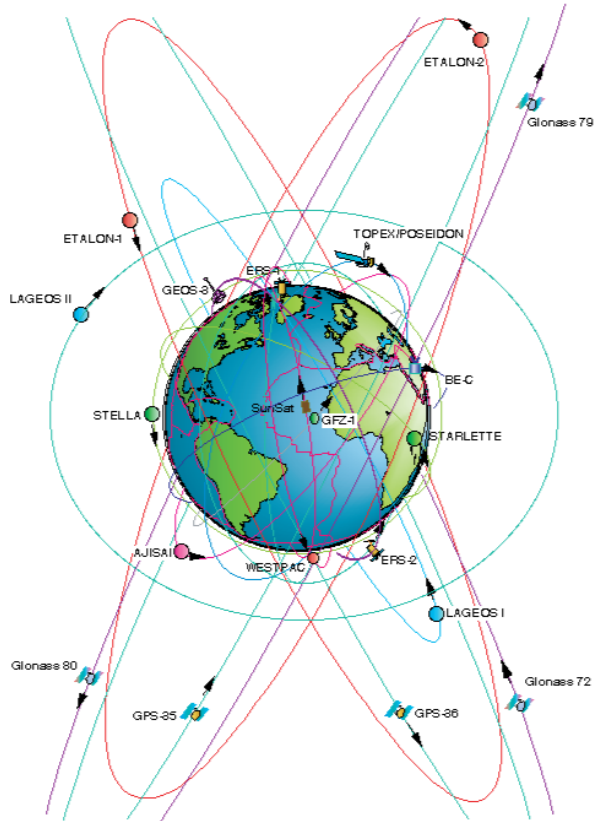 ETALON-2
Glonass 79
ETALON-1
TOPEX/POSEIDON
ERS-1
GEOS-3
LAGEOS II
BE-C
SunSat
GFZ-1
STELLA
STARLETTE
AJISAI
WESTPAC
ERS-2
LAGEOS I
Glonass 80
Glonass 72
GPS-35
GPS-36